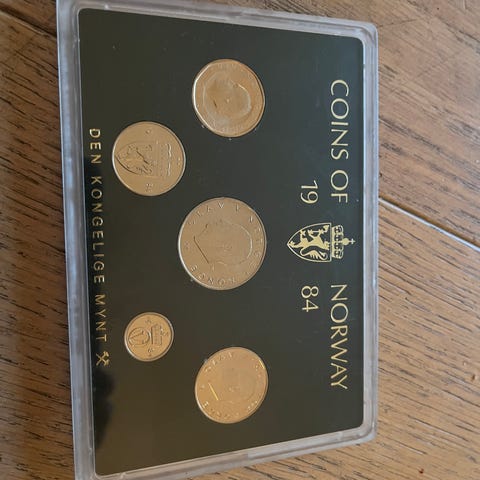 COINS OF NORWAY
19 84
DEN KONGELIGE MYNT